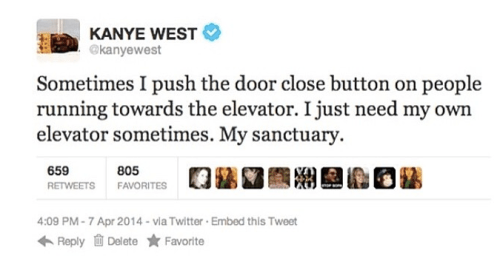 KANYE WEST
@kanyewest
Sometimes I push the door close button on people
running towards the elevator. I just need my own
elevator sometimes. My sanctuary.
659 805
RETWEETS FAVORITES
4:09 PM - 7 Apr 2014 - via Twitter · Embed this Tweet
Reply Delete Favorite